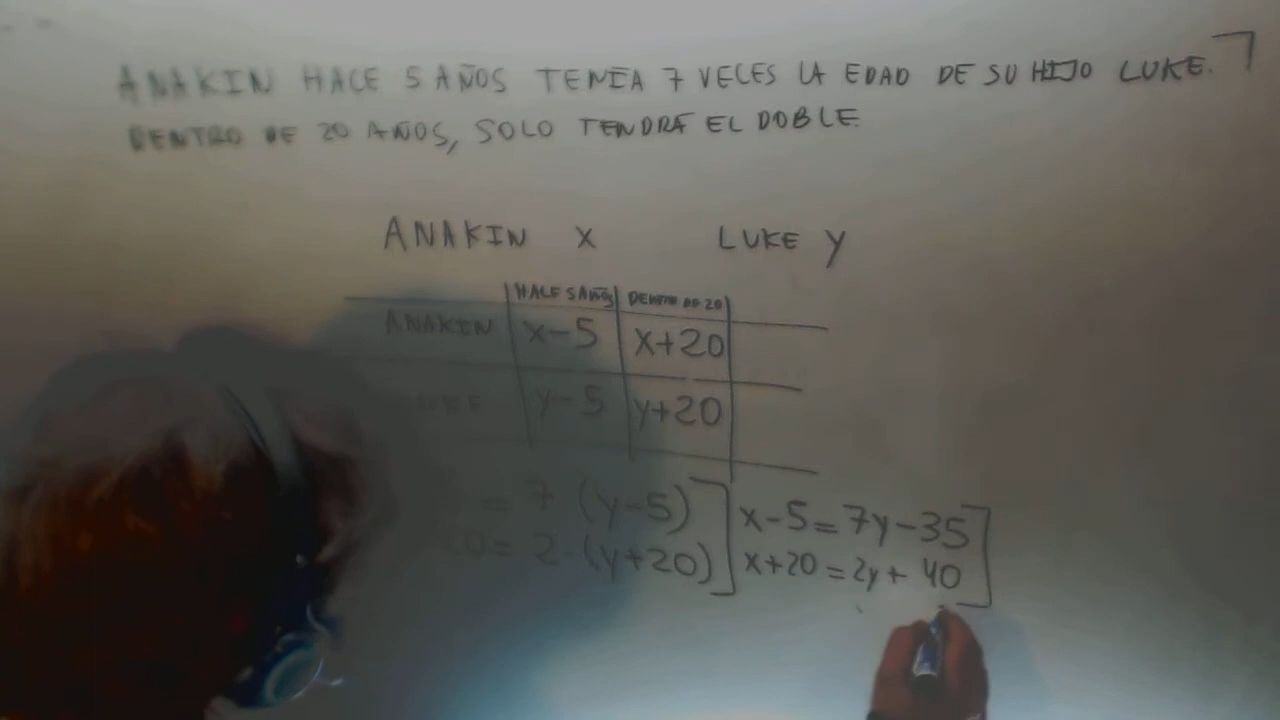 ANAKIN HACE 5 AÑOS TENÍA 7 VECES LA EDAD DE SU HIJO LUKE.
DENTRO DE 20 AÑOS, SOLO TENDRÁ EL DOBLE.
ANAKIN X LUKE Y
HACE 5 AÑOS DENTRO DE 20
ANAKIN x-5 x+20
y-5 y+20
= 7 (y-5) x-5=7y-35
= 2·(y+20) x+20=2y+ 40